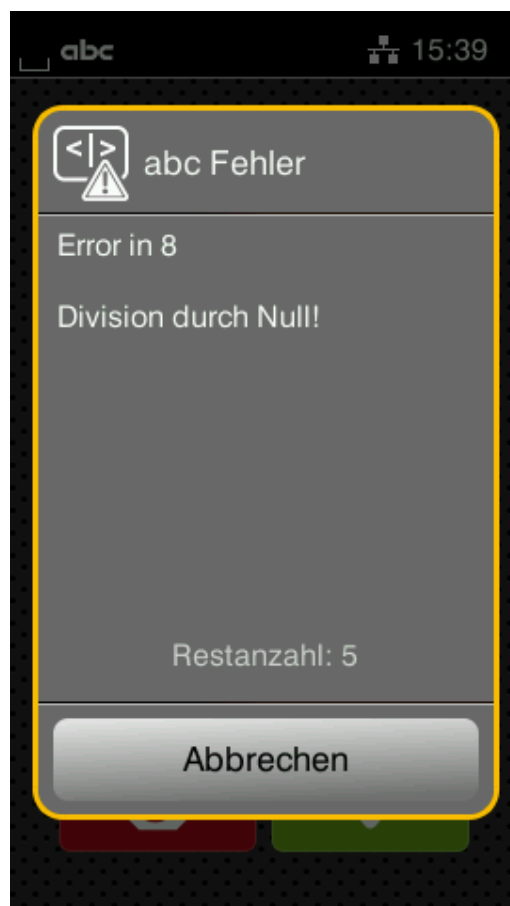 abc 15:39
abc Fehler
Error in 8
Division durch Null!
Restanzahl: 5
Abbrechen